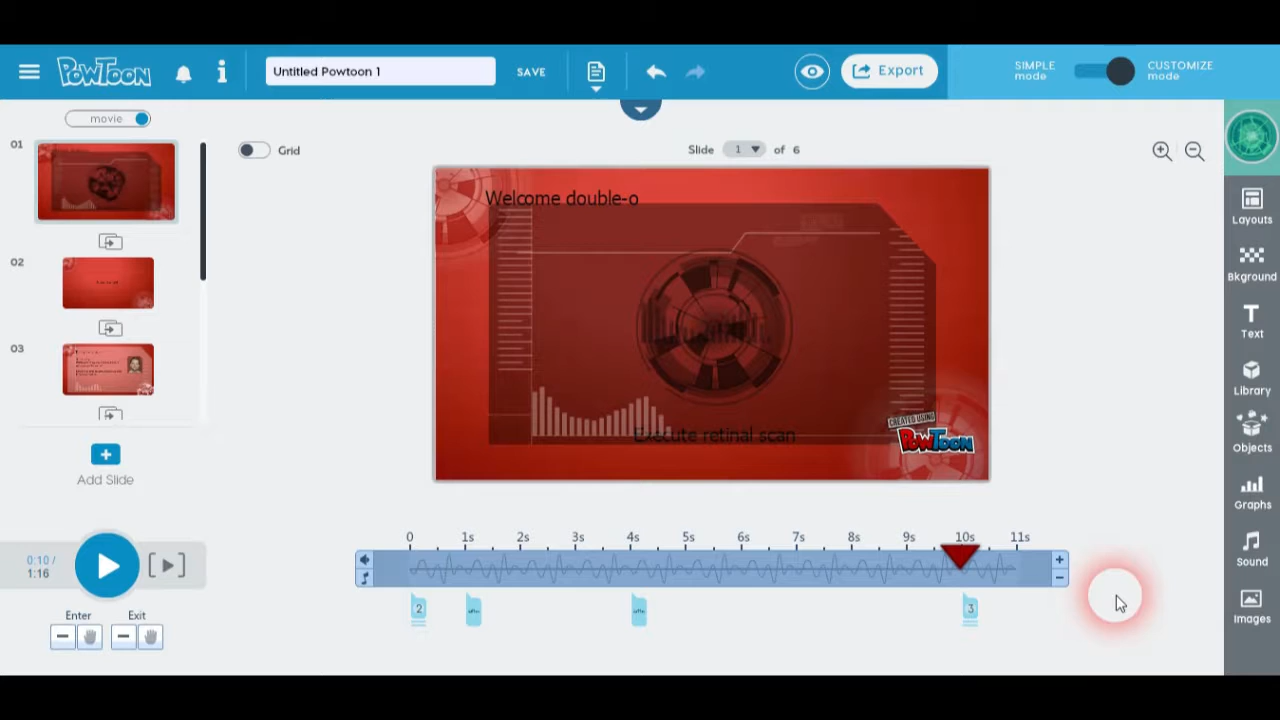 POWTOON
i
Untitled Powtoon 1
SAVE
Export
SIMPLE
mode
CUSTOMIZE
mode
movie
01
Grid
Slide 1 of 6
Welcome double-o
Layouts
02
Bkground
Text
03
Library
Execute retinal scan
CREATED USING
POWTOON
Objects
Add Slide
Graphs
0 1s 2s 3s 4s 5s 6s 7s 8s 9s 10s 11s
0:10 /
1:16
Sound
2
3
Enter Exit
Images